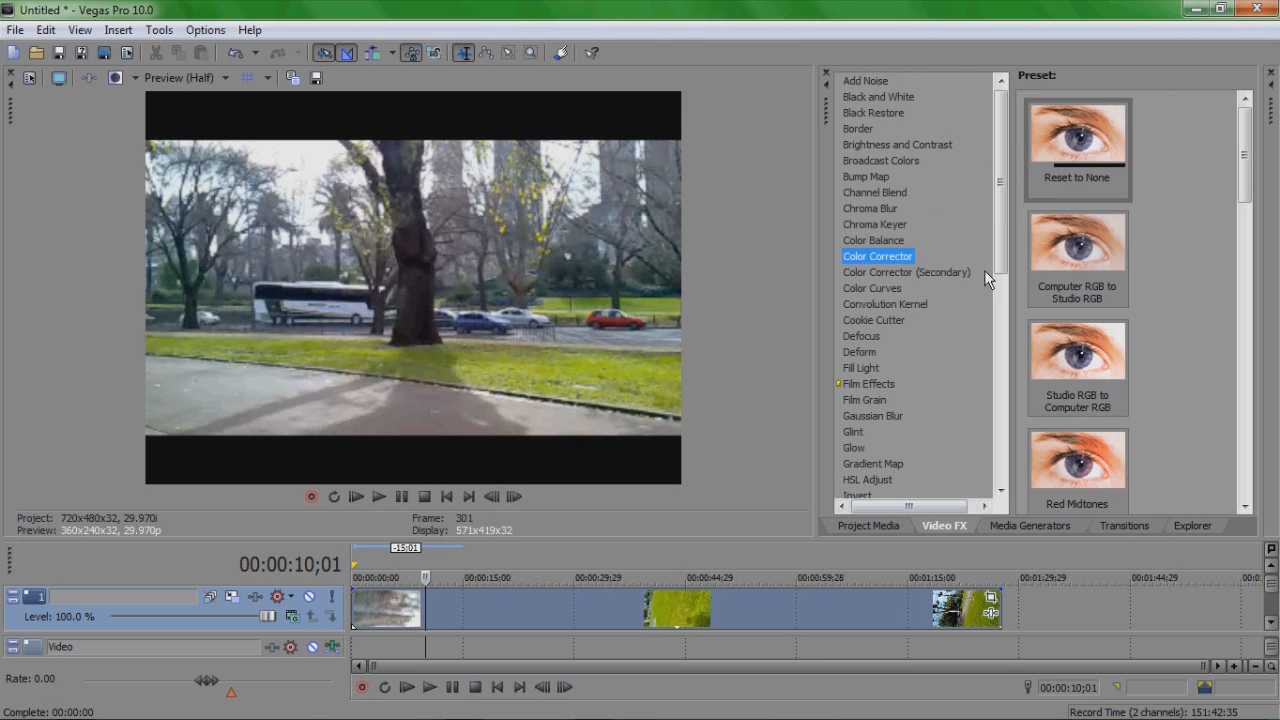 Untitled * - Vegas Pro 10.0
File Edit View Insert Tools Options Help
Preview (Half)
Project: 720x480x32, 29.970i
Preview: 360x240x32, 29.970p
Frame: 301
Display: 571x419x32
Add Noise
Black and White
Black Restore
Border
Brightness and Contrast
Broadcast Colors
Bump Map
Channel Blend
Chroma Blur
Chroma Keyer
Color Balance
Color Corrector
Color Corrector (Secondary)
Color Curves
Convolution Kernel
Cookie Cutter
Defocus
Deform
Fill Light
Film Effects
Film Grain
Gaussian Blur
Glint
Glow
Gradient Map
HSL Adjust
Invert
Preset:
Reset to None
Computer RGB to
Studio RGB
Studio RGB to
Computer RGB
Red Midtones
Project Media Video FX Media Generators Transitions Explorer
-15;01
00:00:10;01
00:00:00;00 00:00:15;00 00:00:29;29 00:00:44;29 00:00:59;28 00:01:15;00 00:01:29;29 00:01:44;29 00:0
1
Level: 100.0 %
Video
Rate: 0.00
00:00:10;01
Complete: 00:00:00
Record Time (2 channels): 151:42:35